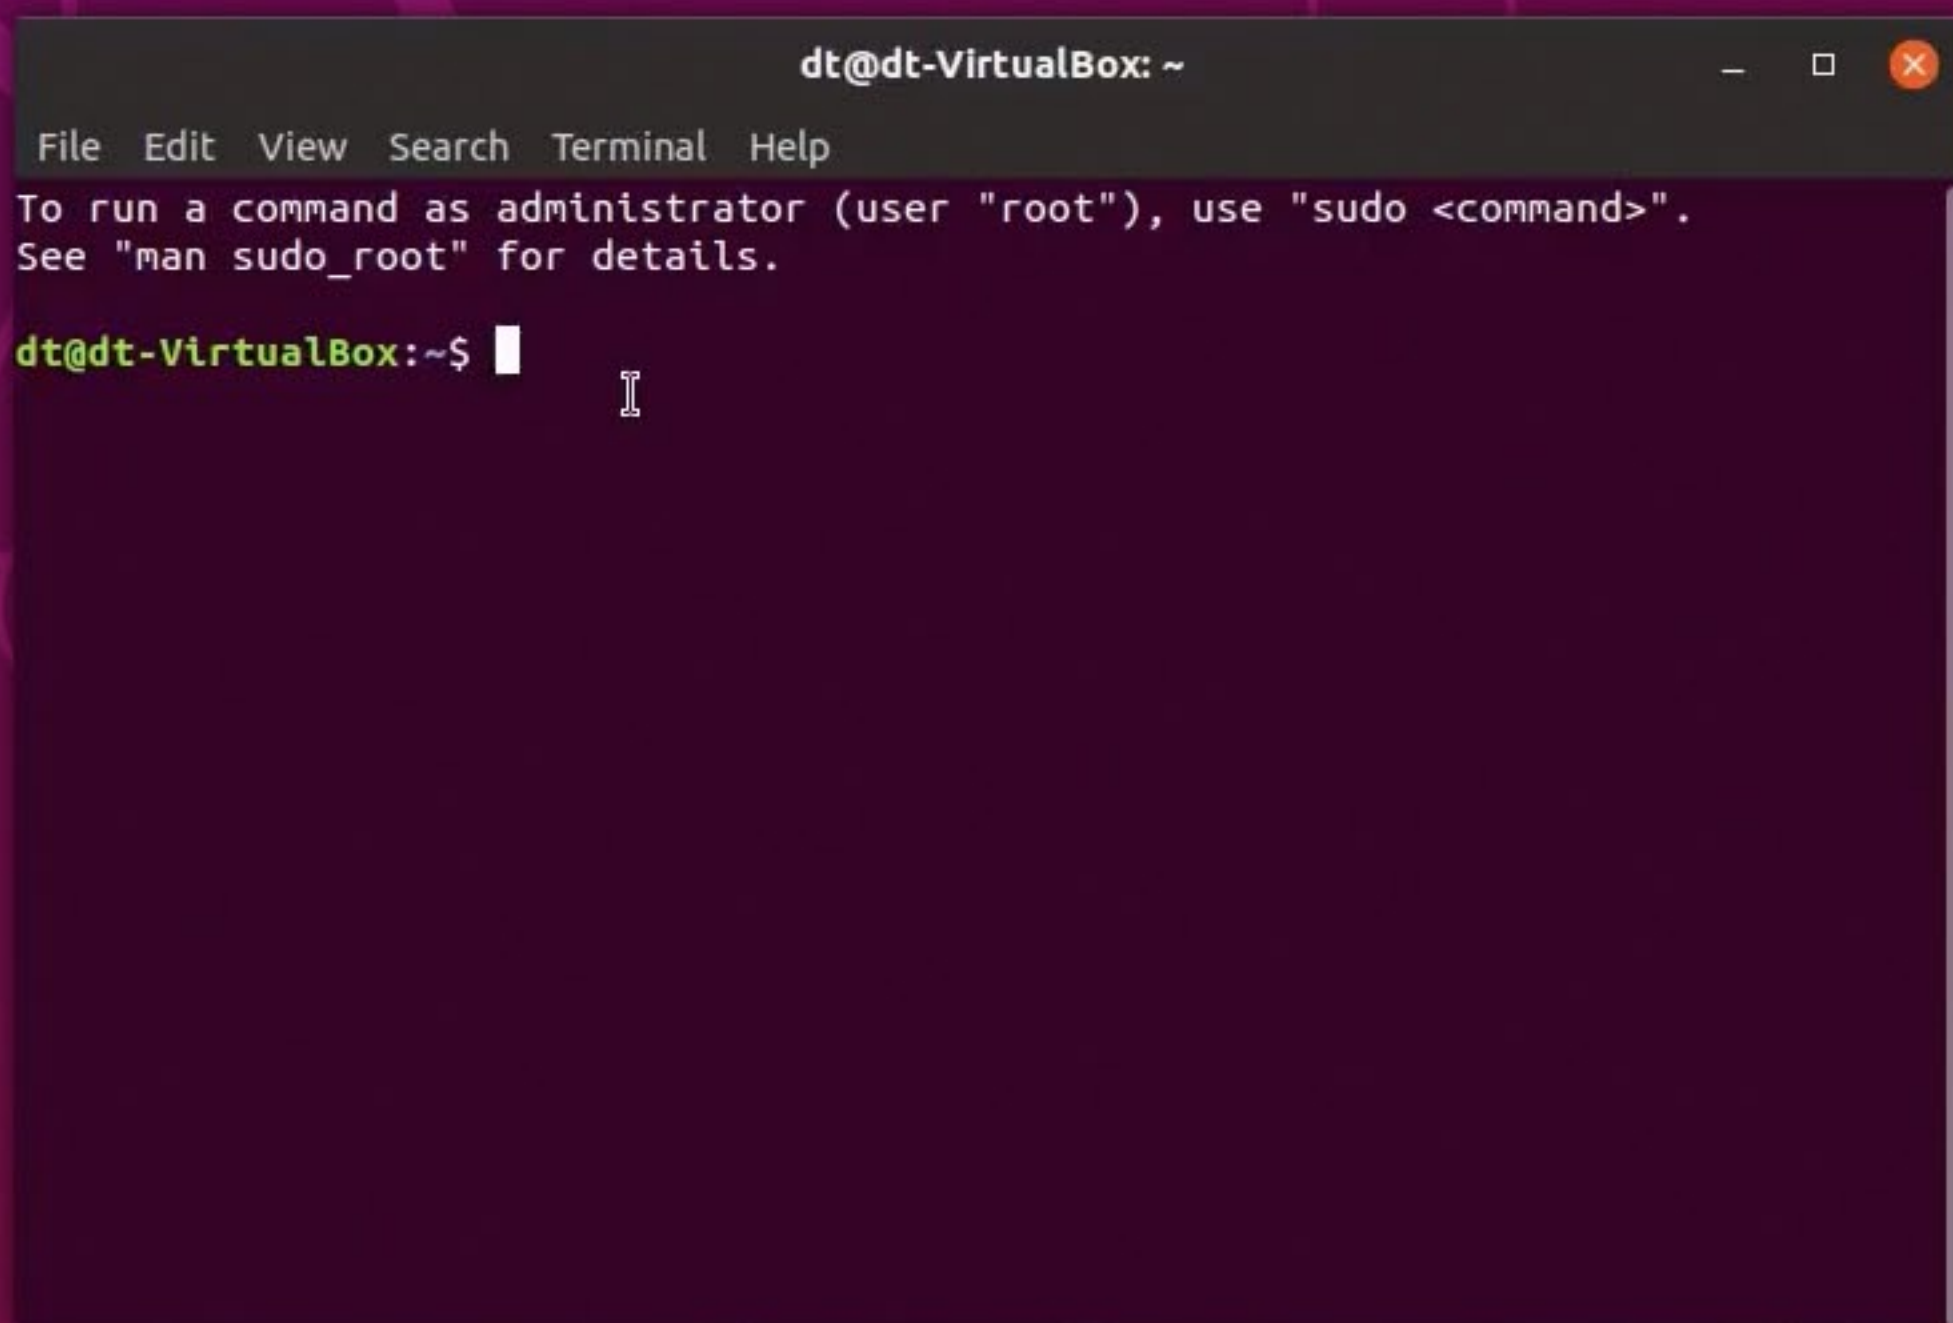 dt@dt-VirtualBox: ~
File Edit View Search Terminal Help
To run a command as administrator (user "root"), use "sudo <command>".
See "man sudo_root" for details.
dt@dt-VirtualBox:~$